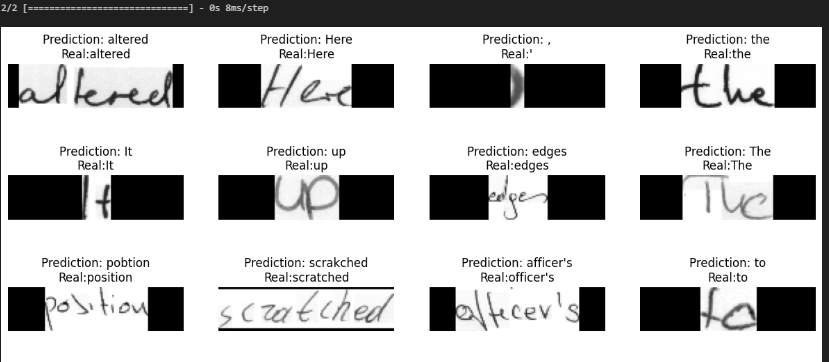 2/2 [==============================] - 0s 8ms/step
Prediction: altered Prediction: Here Prediction: , Prediction: the
Real:altered Real:Here Real:' Real:the
altered Here the
Prediction: It Prediction: up Prediction: edges Prediction: The
Real:It Real:up Real:edges Real:The
It up edges The
Prediction: pobtion Prediction: scrakched Prediction: afficer's Prediction: to
Real:position Real:scratched Real:officer's Real:to
position scratched officer's to